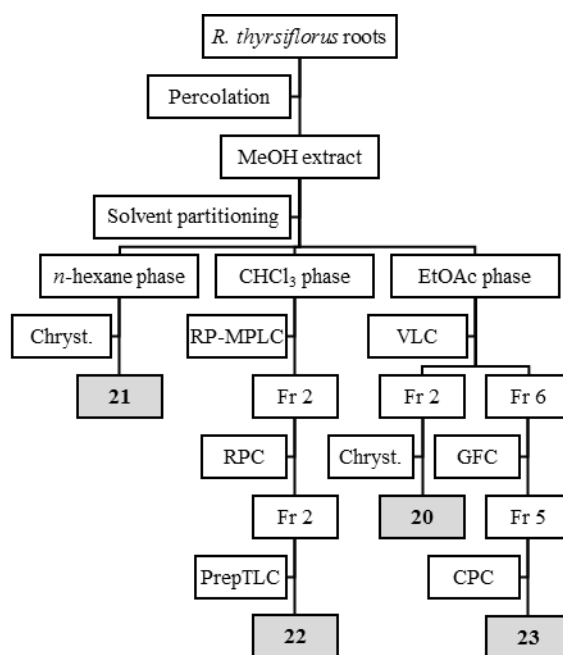 R. thyrsiflorus roots
Percolation
MeOH extract
Solvent partitioning
n-hexane phase
CHCl₃ phase
EtOAc phase
Chryst.
RP-MPLC
VLC
21
Fr 2
Fr 2
Fr 6
RPC
Chryst.
GFC
Fr 2
20
Fr 5
PrepTLC
CPC
22
23